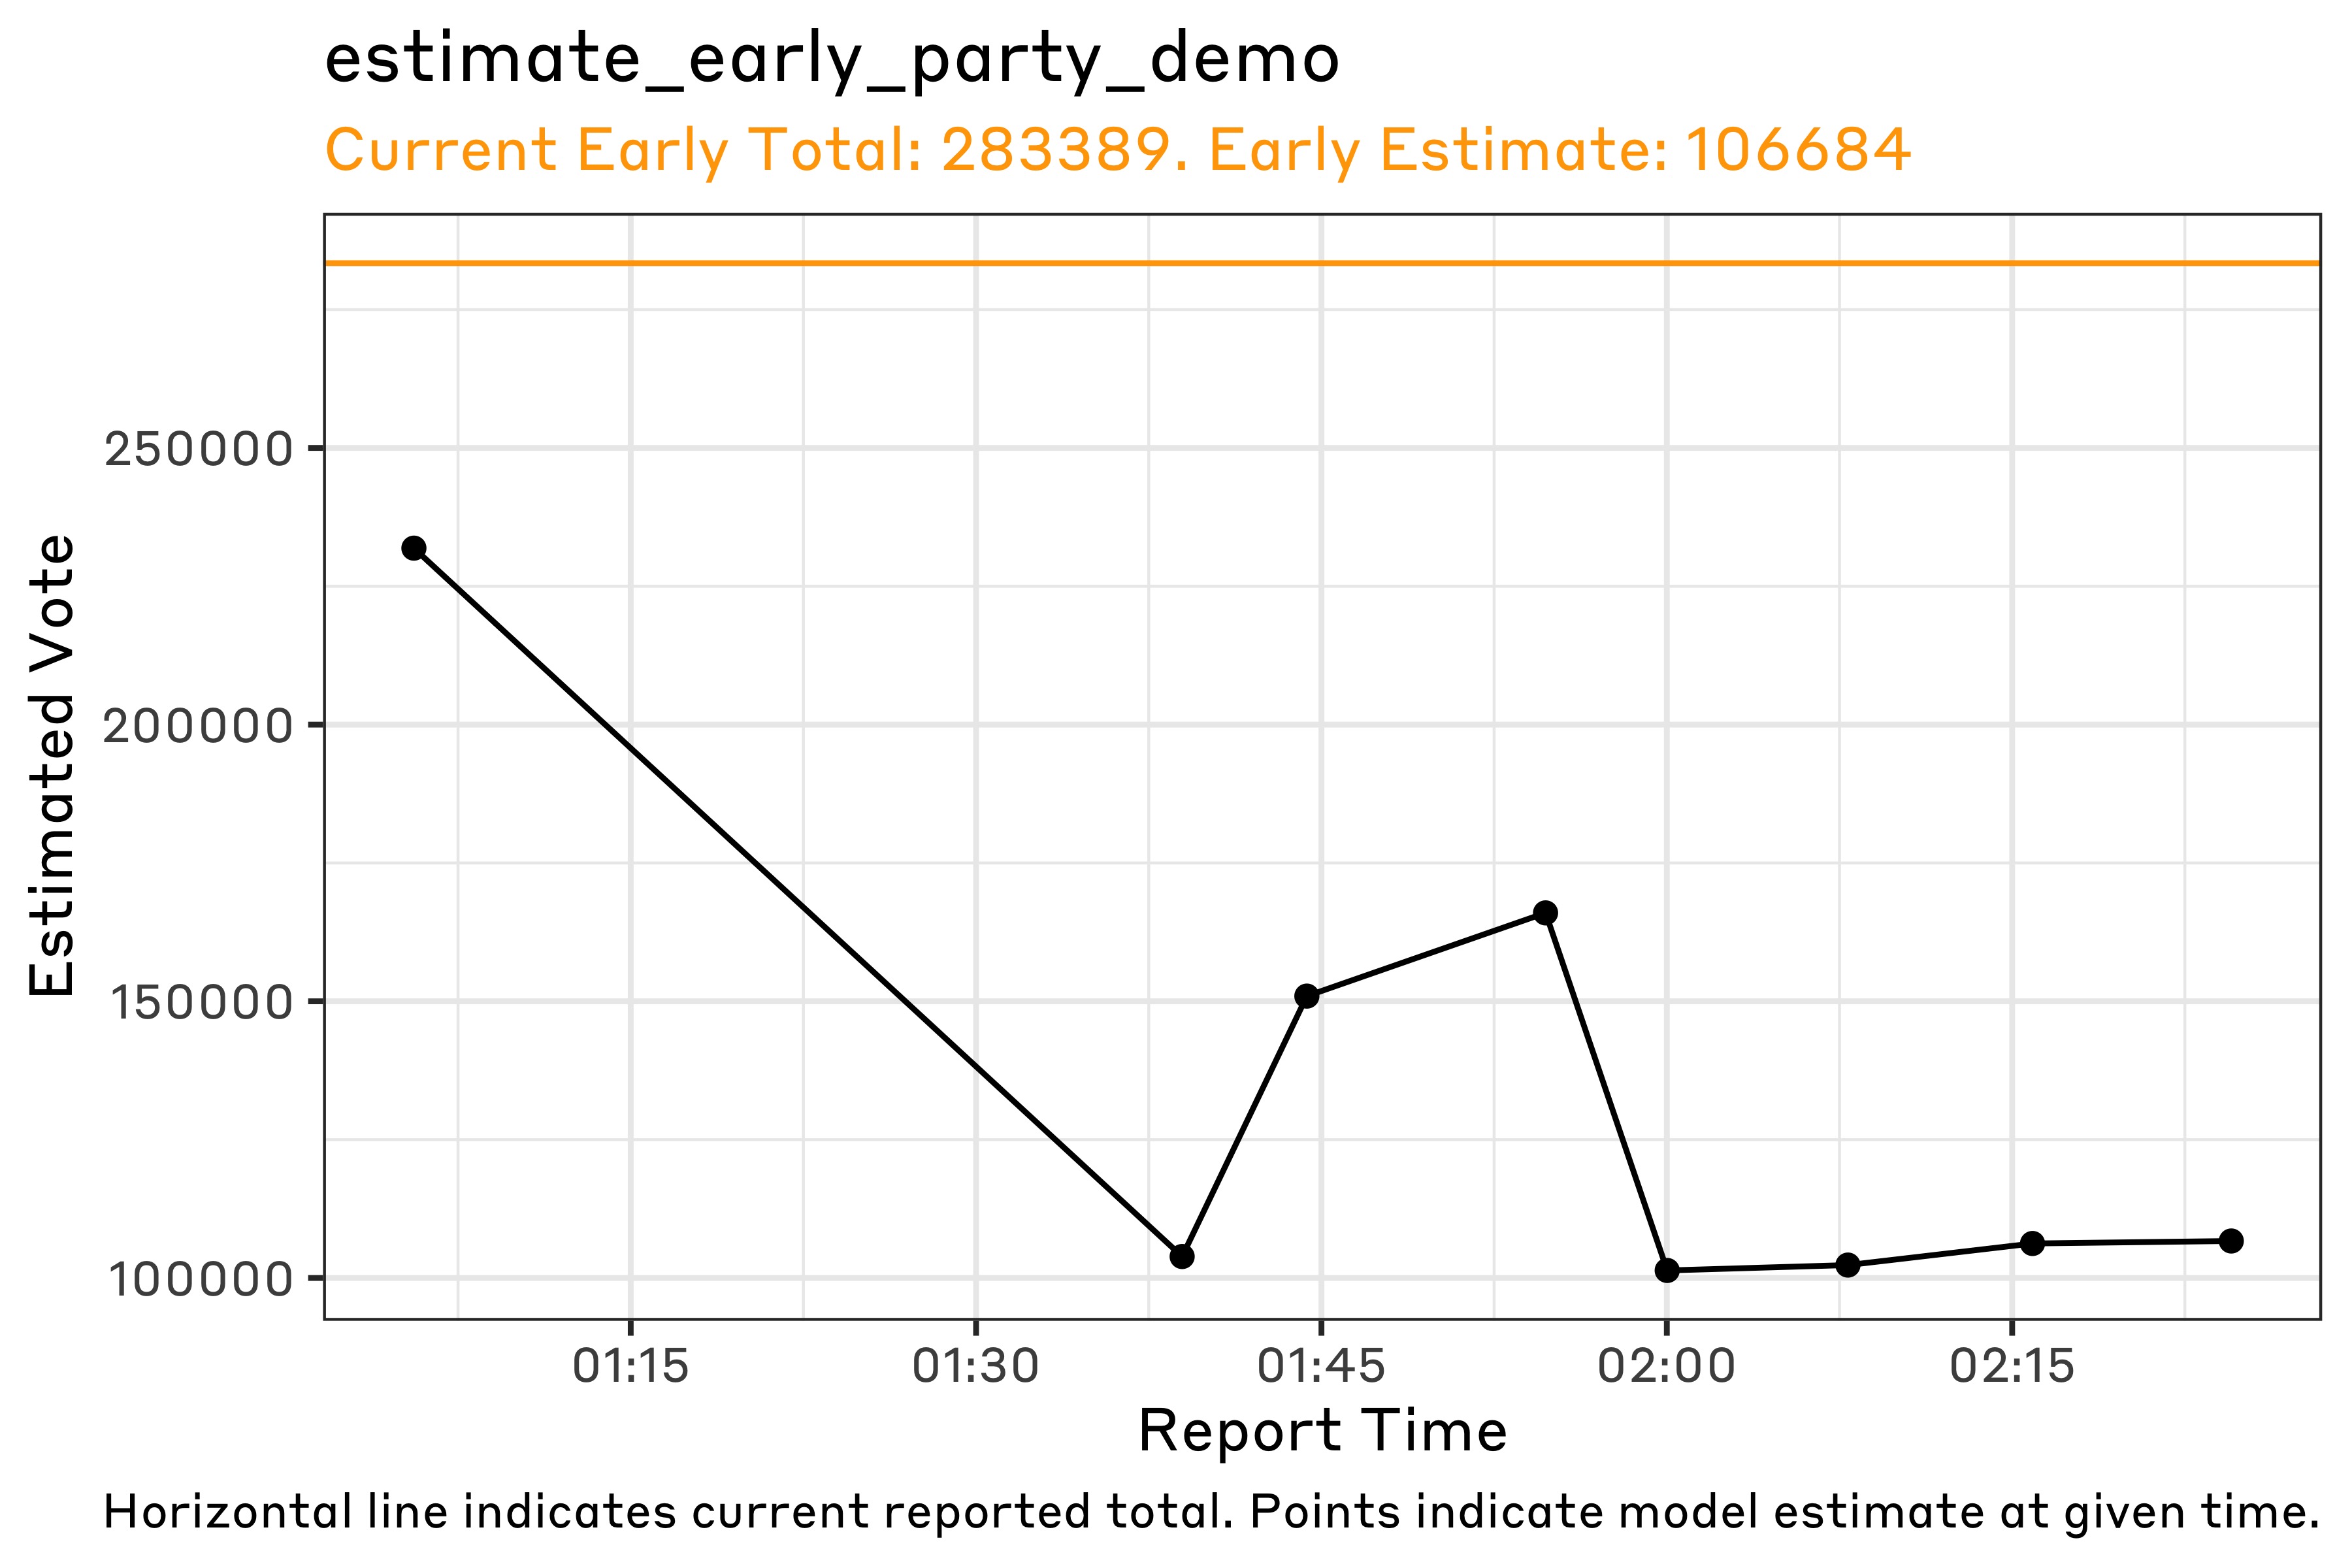 estimate_early_party_demo
Current Early Total: 283389. Early Estimate: 106684
Estimated Vote
250000
200000
150000
100000
01:15 01:30 01:45 02:00 02:15
Report Time
Horizontal line indicates current reported total. Points indicate model estimate at given time.